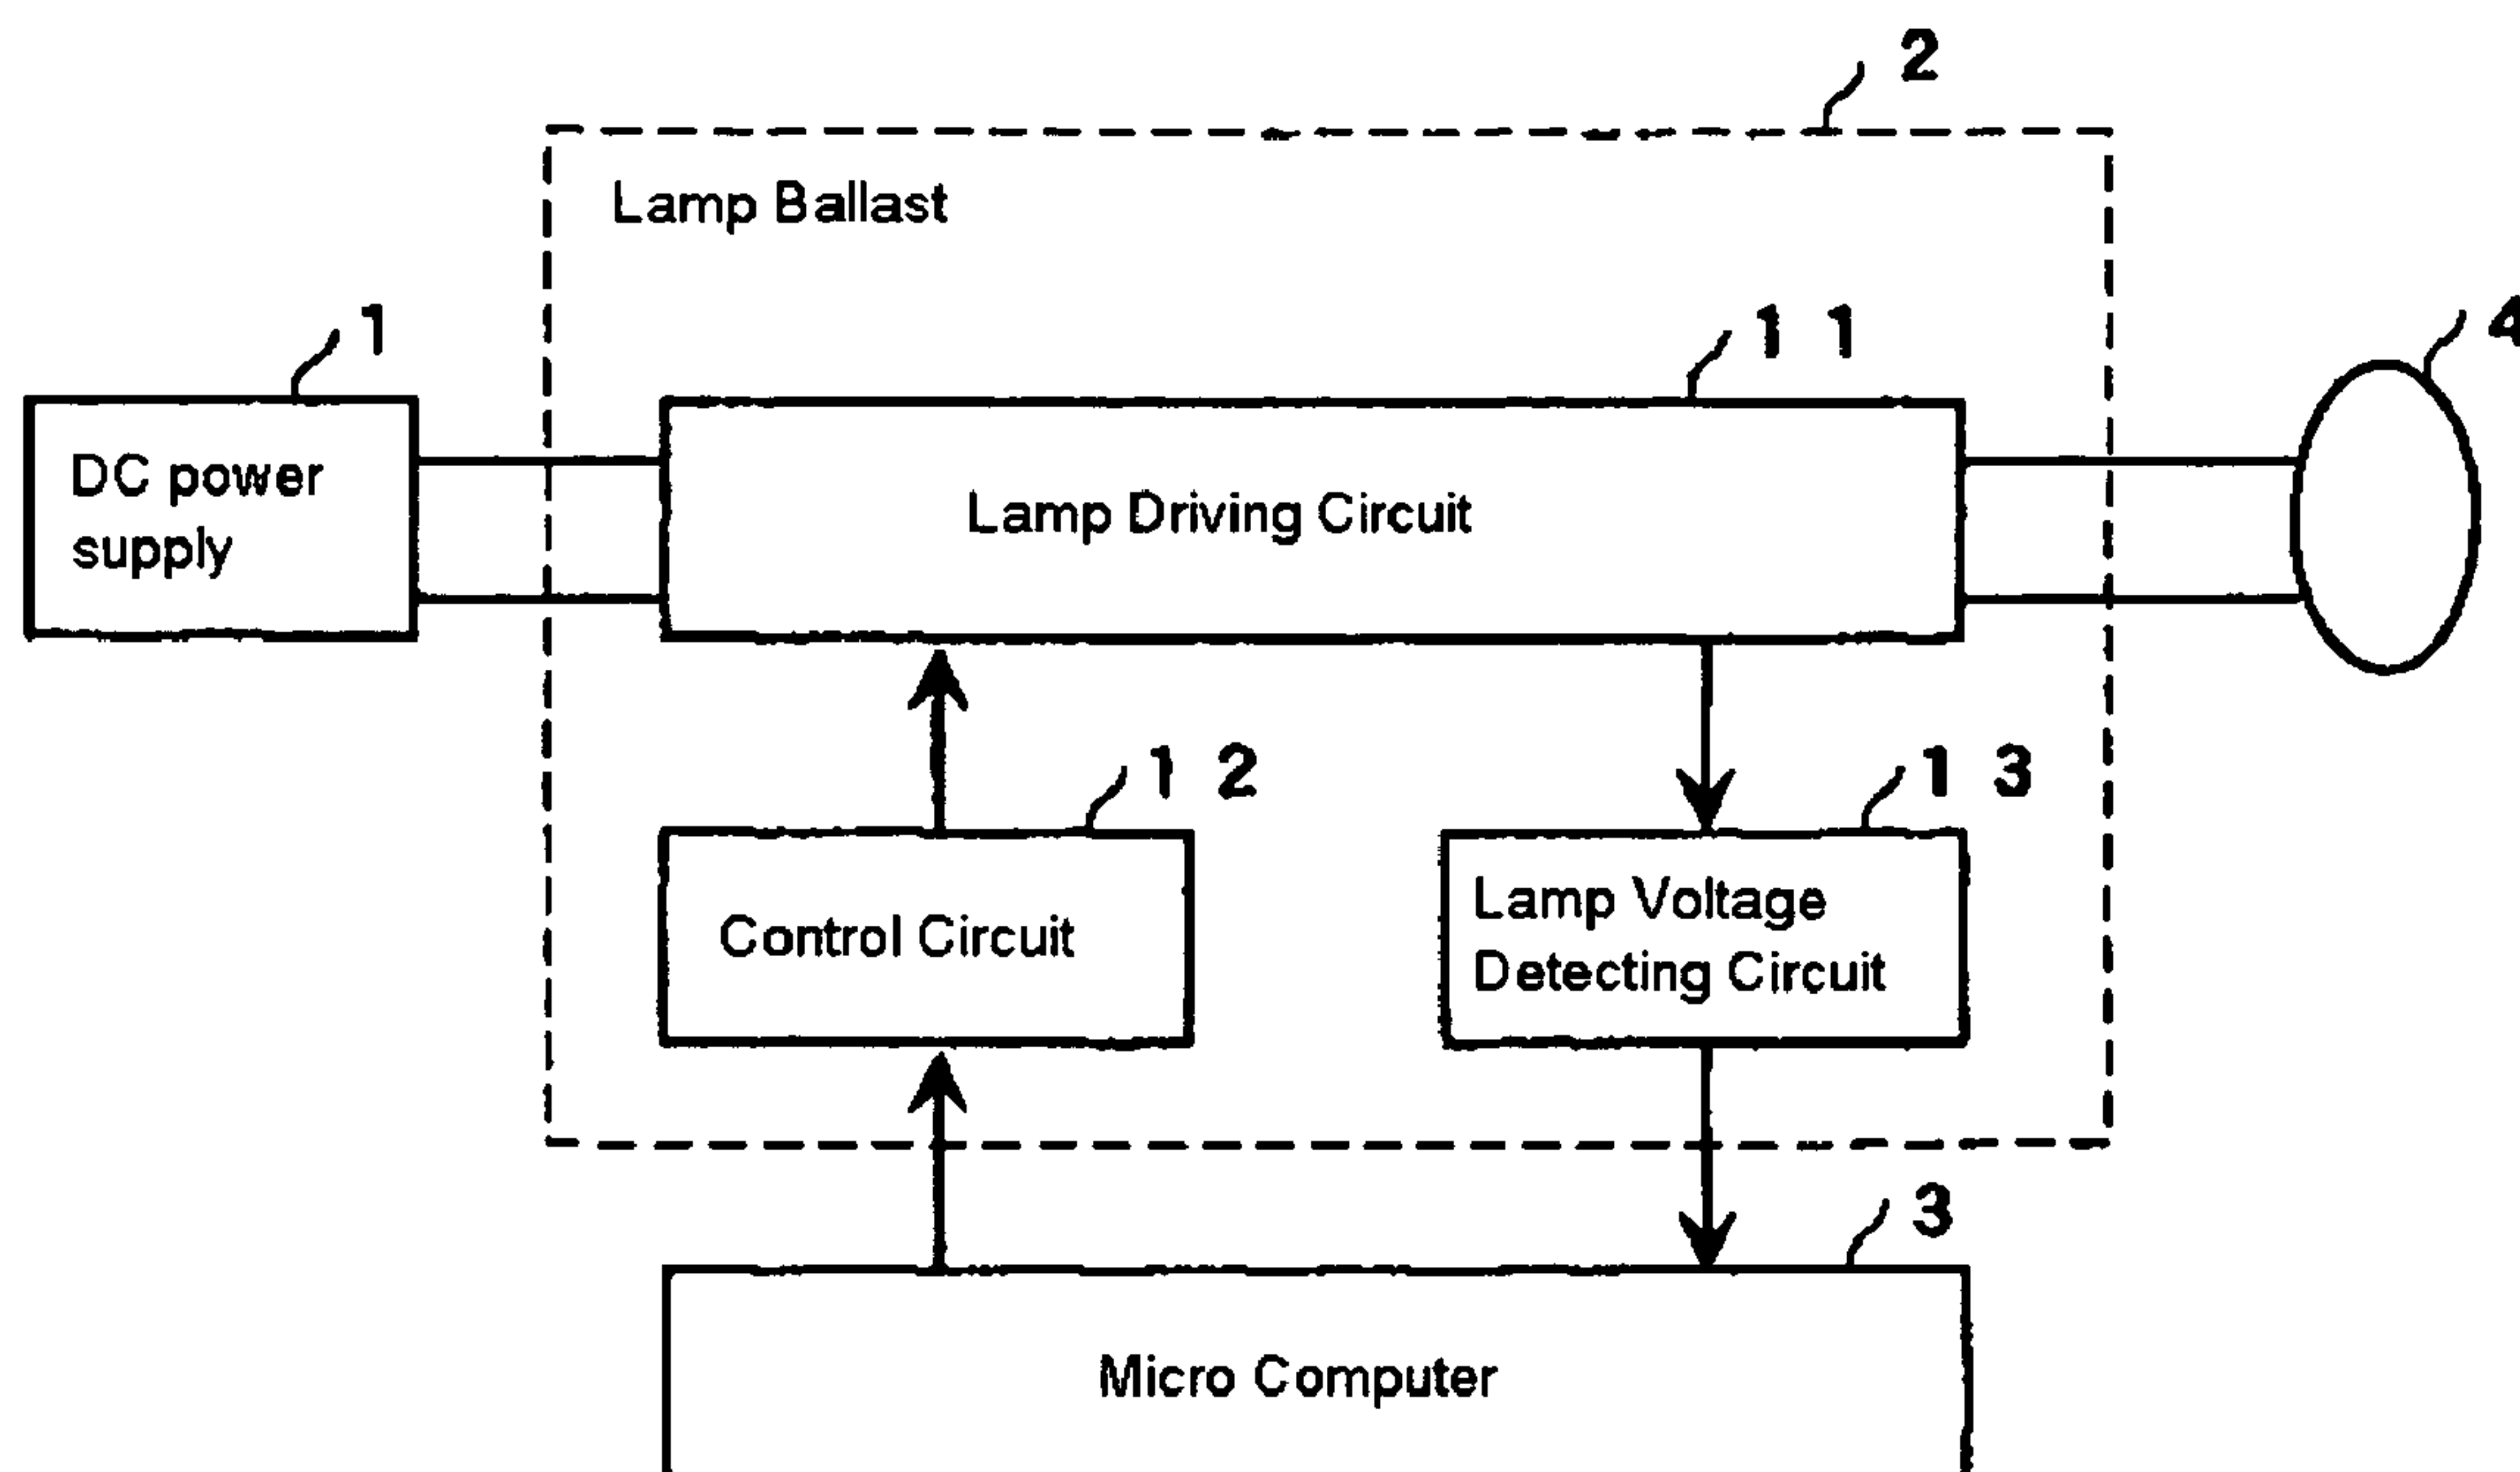 2
Lamp Ballast
1
1 1
4
DC power
supply
Lamp Driving Circuit
1 2
1 3
Control Circuit
Lamp Voltage
Detecting Circuit
3
Micro Computer